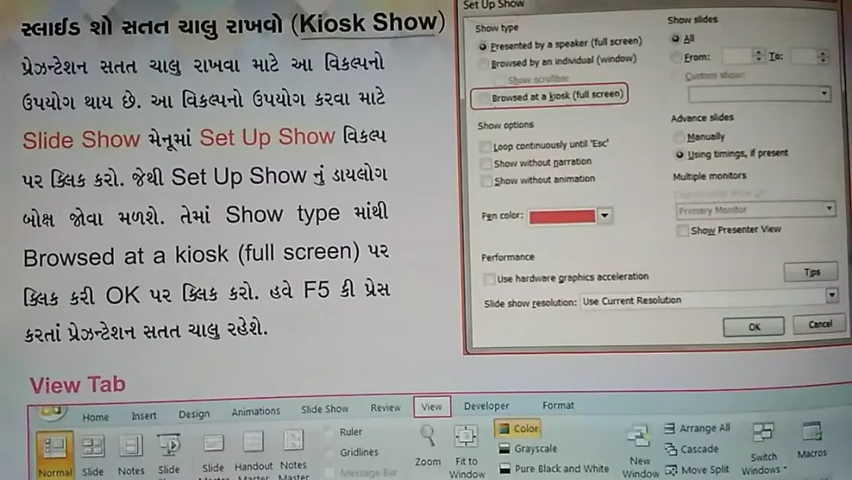 સ્લાઈડ શો સતત ચાલુ રાખવો (Kiosk Show)
પ્રેઝન્ટેશન સતત ચાલુ રાખવા માટે આ વિકલ્પનો
ઉપયોગ થાય છે. આ વિકલ્પનો ઉપયોગ કરવા માટે
Slide Show મેનૂમાં Set Up Show વિકલ્પ
પર ક્લિક કરો. જેથી Set Up Show નું ડાયલોગ
બોક્ષ જોવા મળશે. તેમાં Show type માંથી
Browsed at a kiosk (full screen) પર
ક્લિક કરી OK પર ક્લિક કરો. હવે F5 કી પ્રેસ
કરતાં પ્રેઝન્ટેશન સતત ચાલુ રહેશે.
Set Up Show
Show type
Presented by a speaker (full screen)
Browsed by an individual (window)
Show scrollbar
Browsed at a kiosk (full screen)
Show options
Loop continuously until 'Esc'
Show without narration
Show without animation
Pen color:
Performance
Use hardware graphics acceleration
Slide show resolution: Use Current Resolution
Show slides
All
From: To:
Custom show:
Advance slides
Manually
Using timings, if present
Multiple monitors
Primary Monitor
Show Presenter View
Tips
OK Cancel
View Tab
Home Insert Design Animations Slide Show Review View Developer Format
Normal Slide Notes Slide Slide Handout Notes
Master Master
Ruler
Gridlines
Message Bar
Zoom Fit to
Window
Color
Grayscale
Pure Black and White
New
Window
Arrange All
Cascade
Move Split
Switch
Windows
Macros